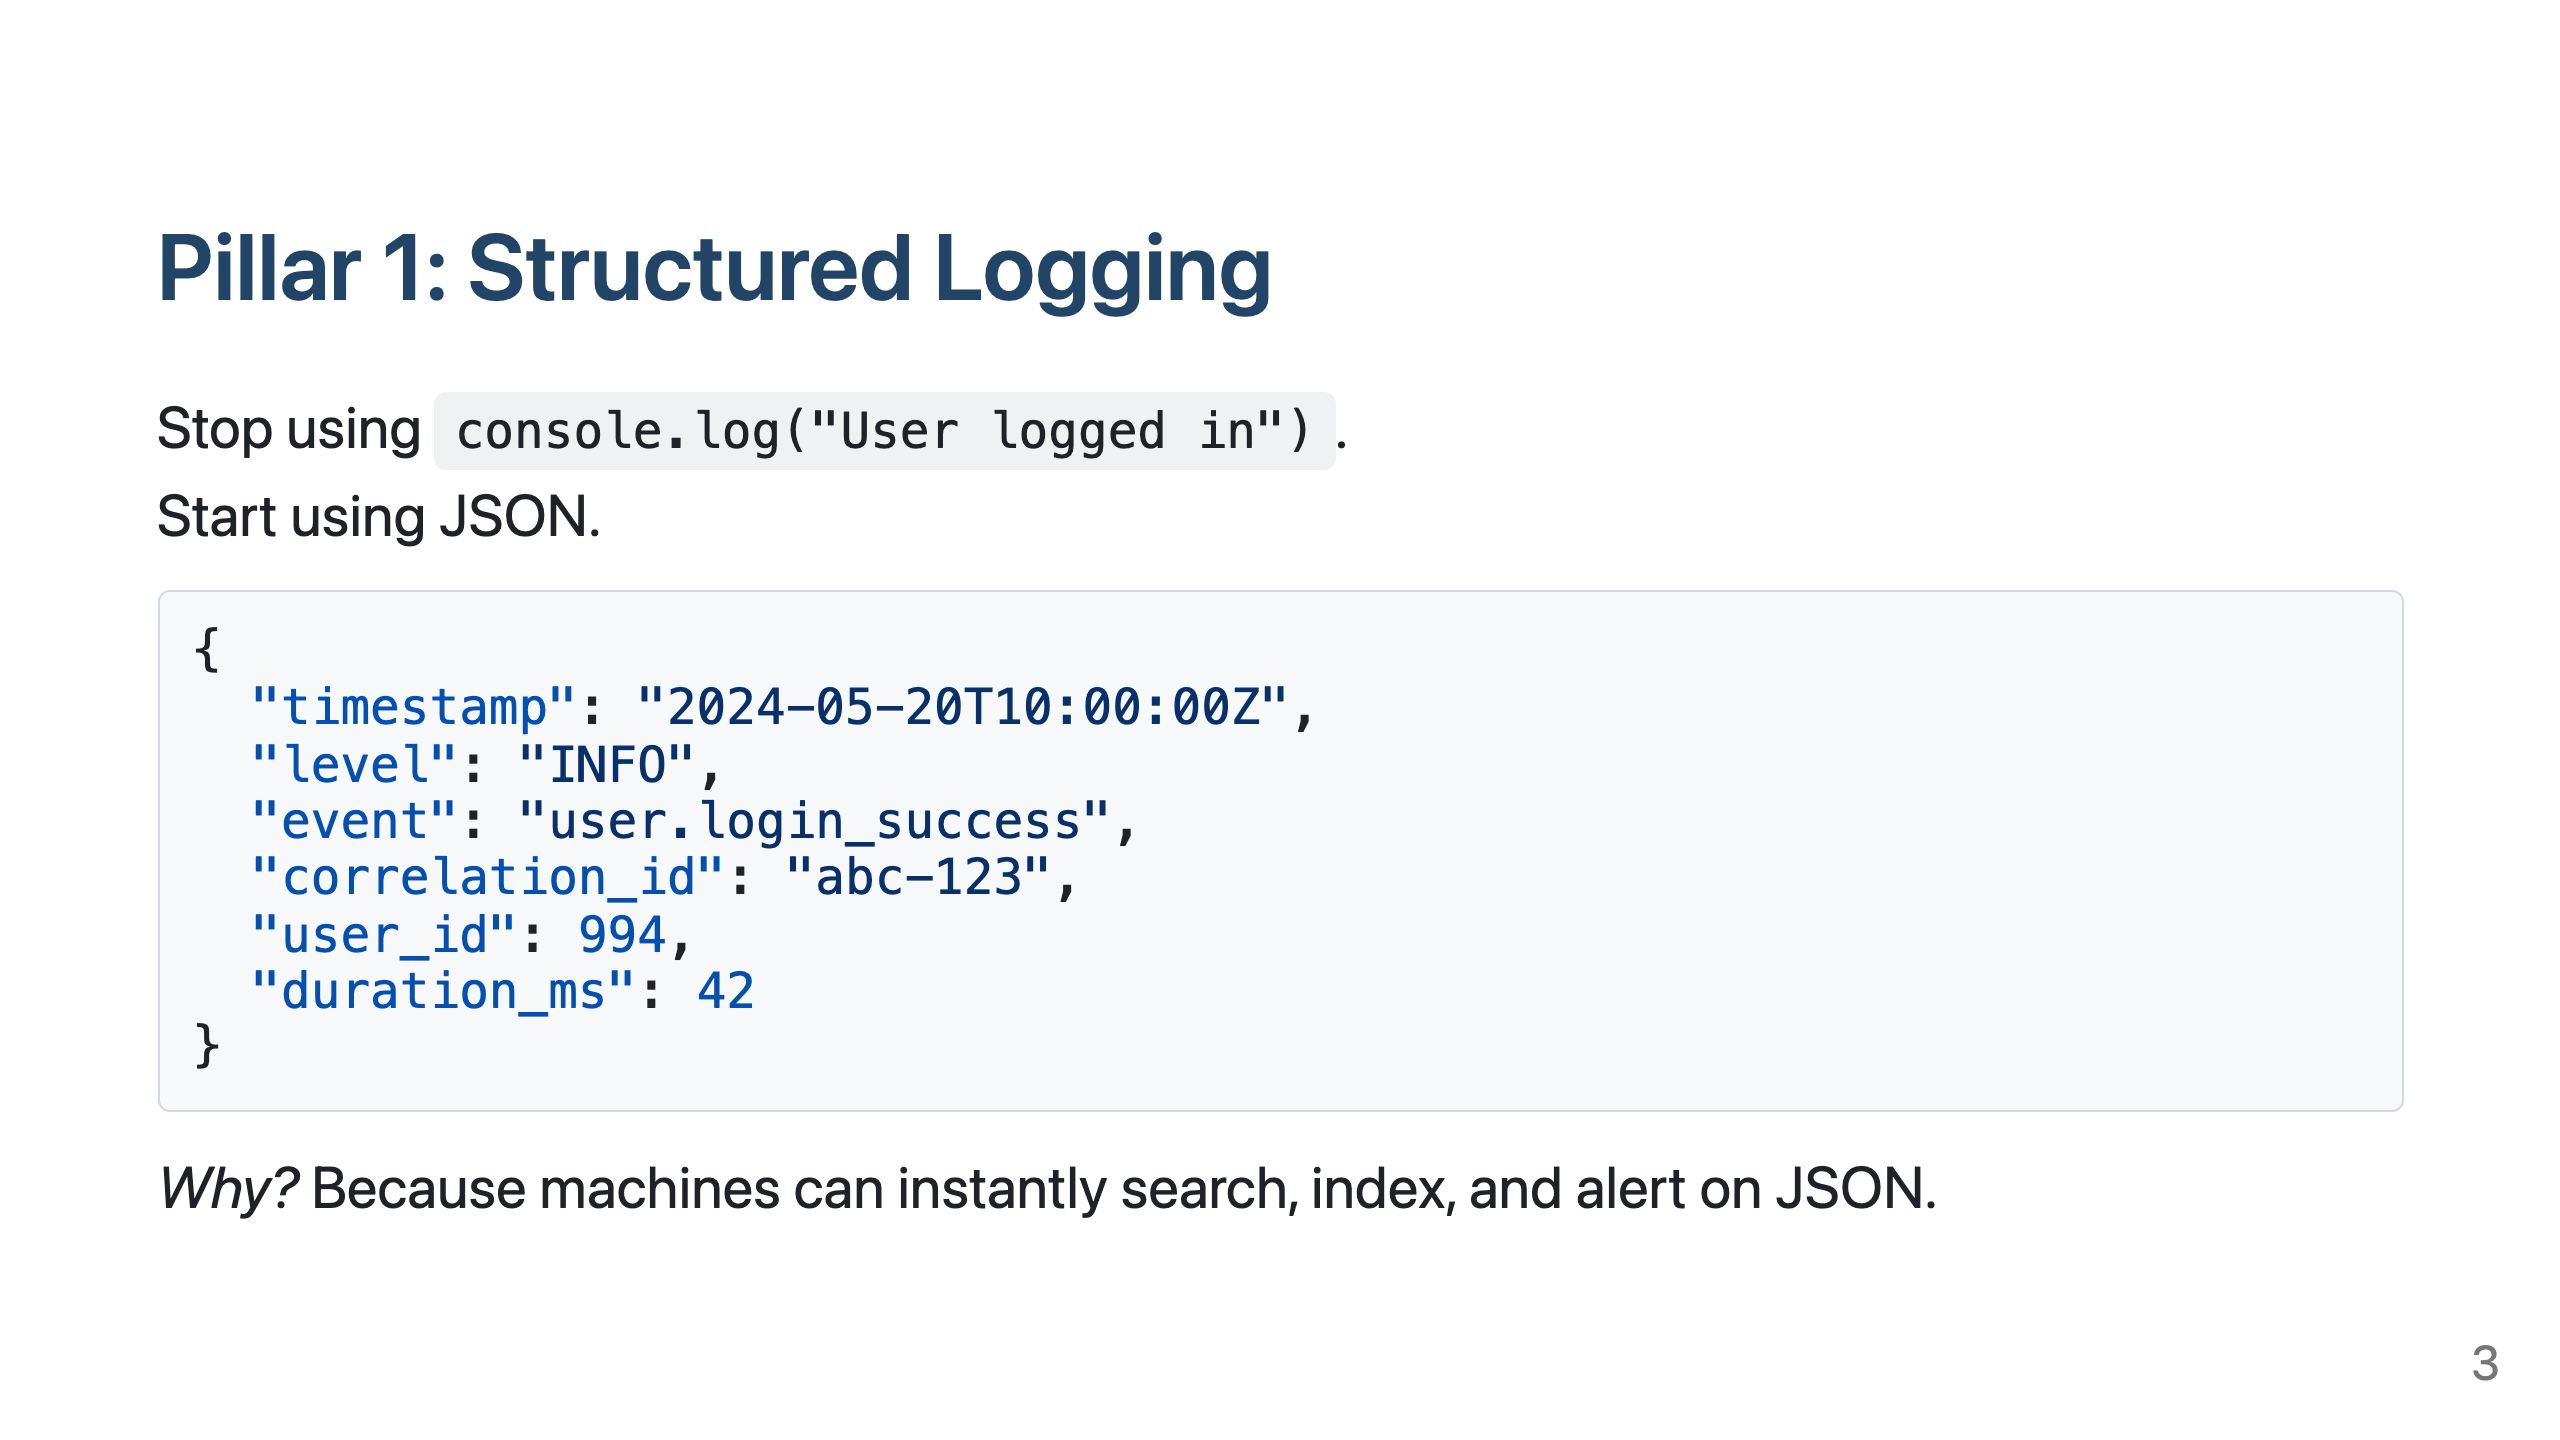 Pillar 1: Structured Logging
Stop using console.log("User logged in").
Start using JSON.
{
  "timestamp": "2024-05-20T10:00:00Z",
  "level": "INFO",
  "event": "user.login_success",
  "correlation_id": "abc-123",
  "user_id": 994,
  "duration_ms": 42
}
Why? Because machines can instantly search, index, and alert on JSON.
3